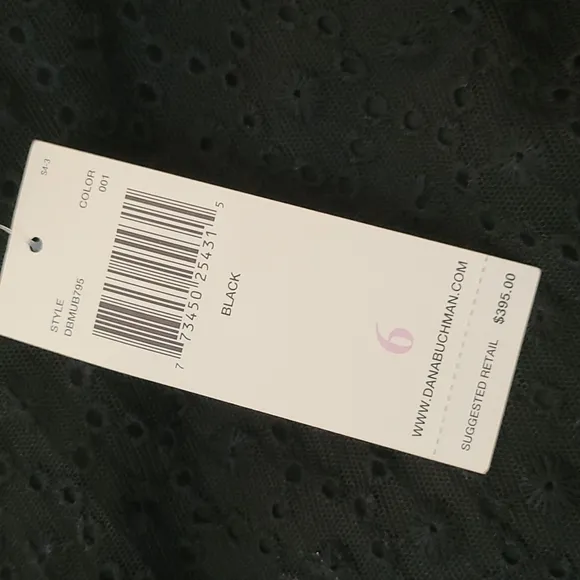 S4-3
STYLE COLOR
DBMUB795 001
7 73450 25431 5
BLACK
6
WWW.DANABUCHMAN.COM
SUGGESTED RETAIL $395.00